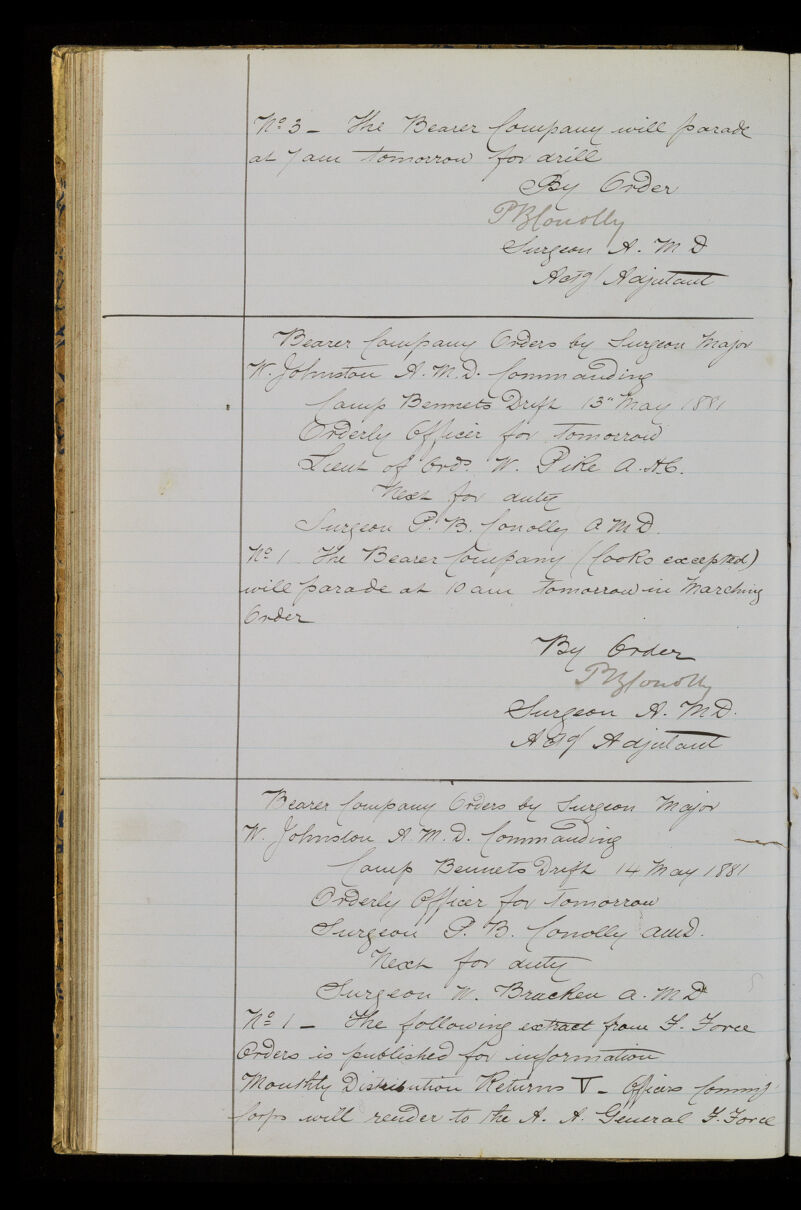 No 3 - The Bearer Company will parade
at 7 am tomorrow for drill
By Order
PBConolly
Surgeon A. M D
Actg Adjutant
Bearer Company Orders by Surgeon Major
W. Johnston A. M. D. Commanding
Camp Bennets Drift 13" May 1881
Orderly Officer for Tomorrow
Lieut of Ords. W. Pike A. H. C.
Next for duty
Surgeon P. B. Conolly A M D.
No 1 The Bearer Company (Cooks excepted)
will parade at 10 am tomorrow in Marching
Order
By Order
PBConolly
Surgeon A. M D.
Actg Adjutant
Bearer Company Orders by Surgeon Major
W. Johnston A. M. D. Commanding
Camp Bennets Drift 14 May 1881
Orderly Officer for Tomorrow
Surgeon P. B. Conolly amd.
Next for duty
Surgeon W. Bracken A. M D
No 1 - The following extract from F. Force
Orders is published for information
Monthly Distribution Returns V - Officers Commg
Corps will render to the A. A. General F. Force